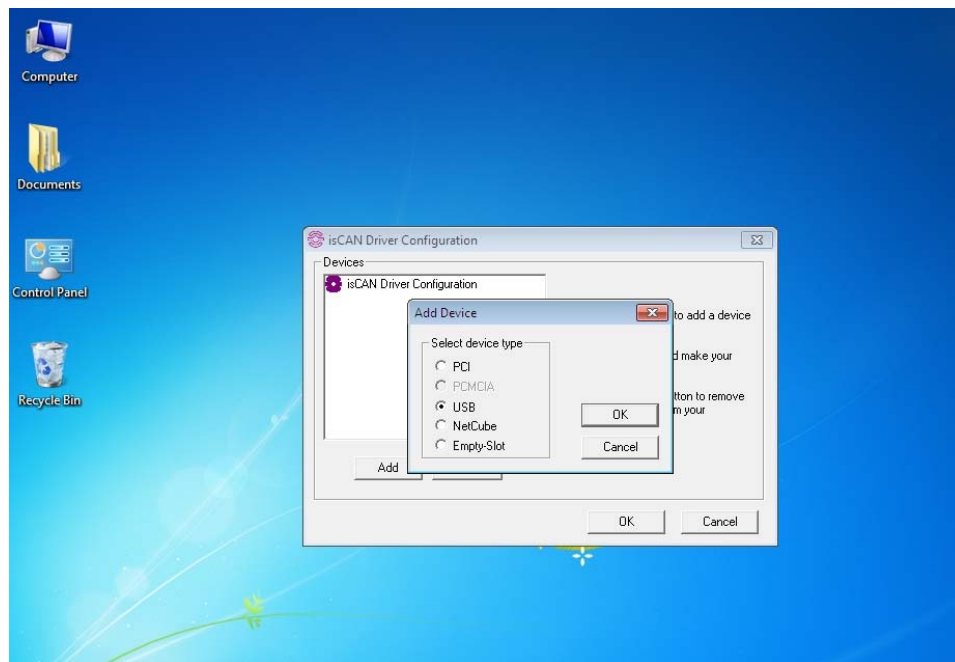 Computer
Documents
Control Panel
Recycle Bin
isCAN Driver Configuration
Devices
isCAN Driver Configuration
Add Device
to add a device
Select device type
PCI
d make your
PCMCIA
USB
tton to remove
OK
m your
NetCube
Empty-Slot
Cancel
Add
OK
Cancel